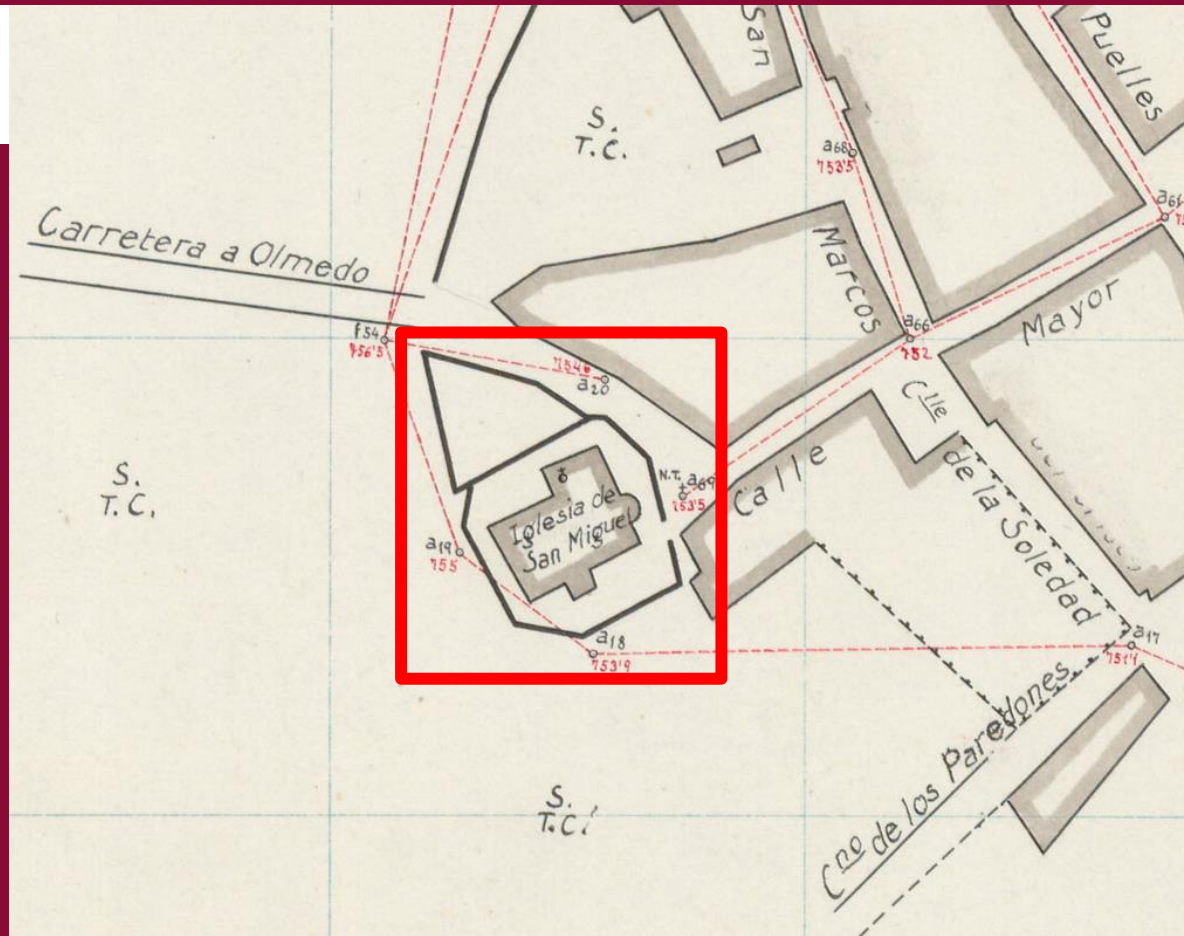 San
Puelles
S.
T.C.
a68
753'5
a61
Carretera a Olmedo
Marcos
Mayor
f54
756'5
a66
752
a20
Clle
de la Soledad
S.
T.C.
N.T. a69
753'5
Calle
Iglesia de
San Miguel
S
a19
755
a18
753'9
a17
751'1
Cno de los Paredones
S.
T.C.